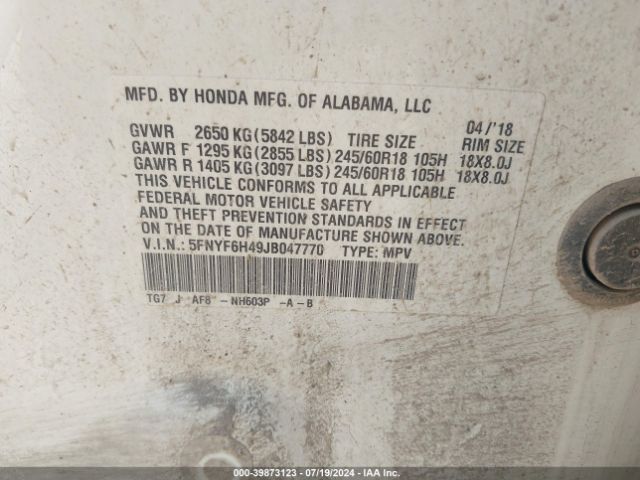 MFD. BY HONDA MFG. OF ALABAMA, LLC 04/'18
GVWR 2650 KG (5842 LBS) TIRE SIZE RIM SIZE
GAWR F 1295 KG (2855 LBS) 245/60R18 105H 18X8.0J
GAWR R 1405 KG (3097 LBS) 245/60R18 105H 18X8.0J
THIS VEHICLE CONFORMS TO ALL APPLICABLE
FEDERAL MOTOR VEHICLE SAFETY
AND THEFT PREVENTION STANDARDS IN EFFECT
ON THE DATE OF MANUFACTURE SHOWN ABOVE.
V.I.N.: 5FNYF6H49JB047770 TYPE: MPV
TG7 J AF8 - NH603P -A-B
000-39873123 - 07/19/2024 - IAA Inc.